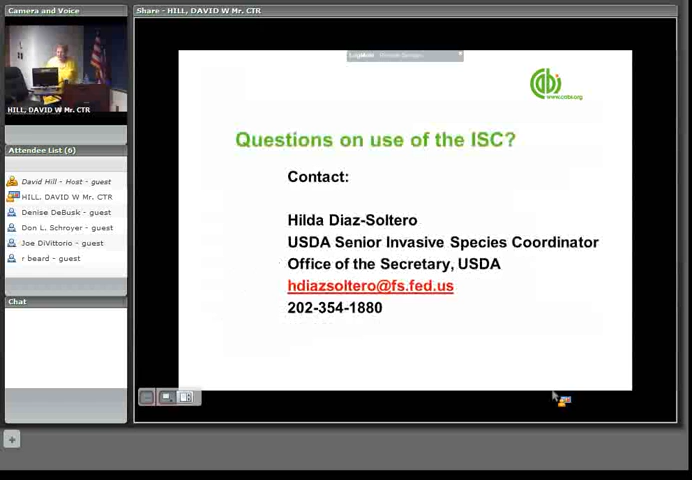 Camera and Voice
HILL, DAVID W Mr. CTR
Attendee List (6)
David Hill - Host - guest
HILL. DAVID W Mr. CTR
Denise DeBusk - guest
Don L. Schroyer - guest
Joe DiVittorio - guest
r beard - guest
Chat
Share - HILL, DAVID W Mr. CTR
cabi
www.cabi.org
Questions on use of the ISC?
Contact:
Hilda Diaz-Soltero
USDA Senior Invasive Species Coordinator
Office of the Secretary, USDA
hdiazsoltero@fs.fed.us
202-354-1880